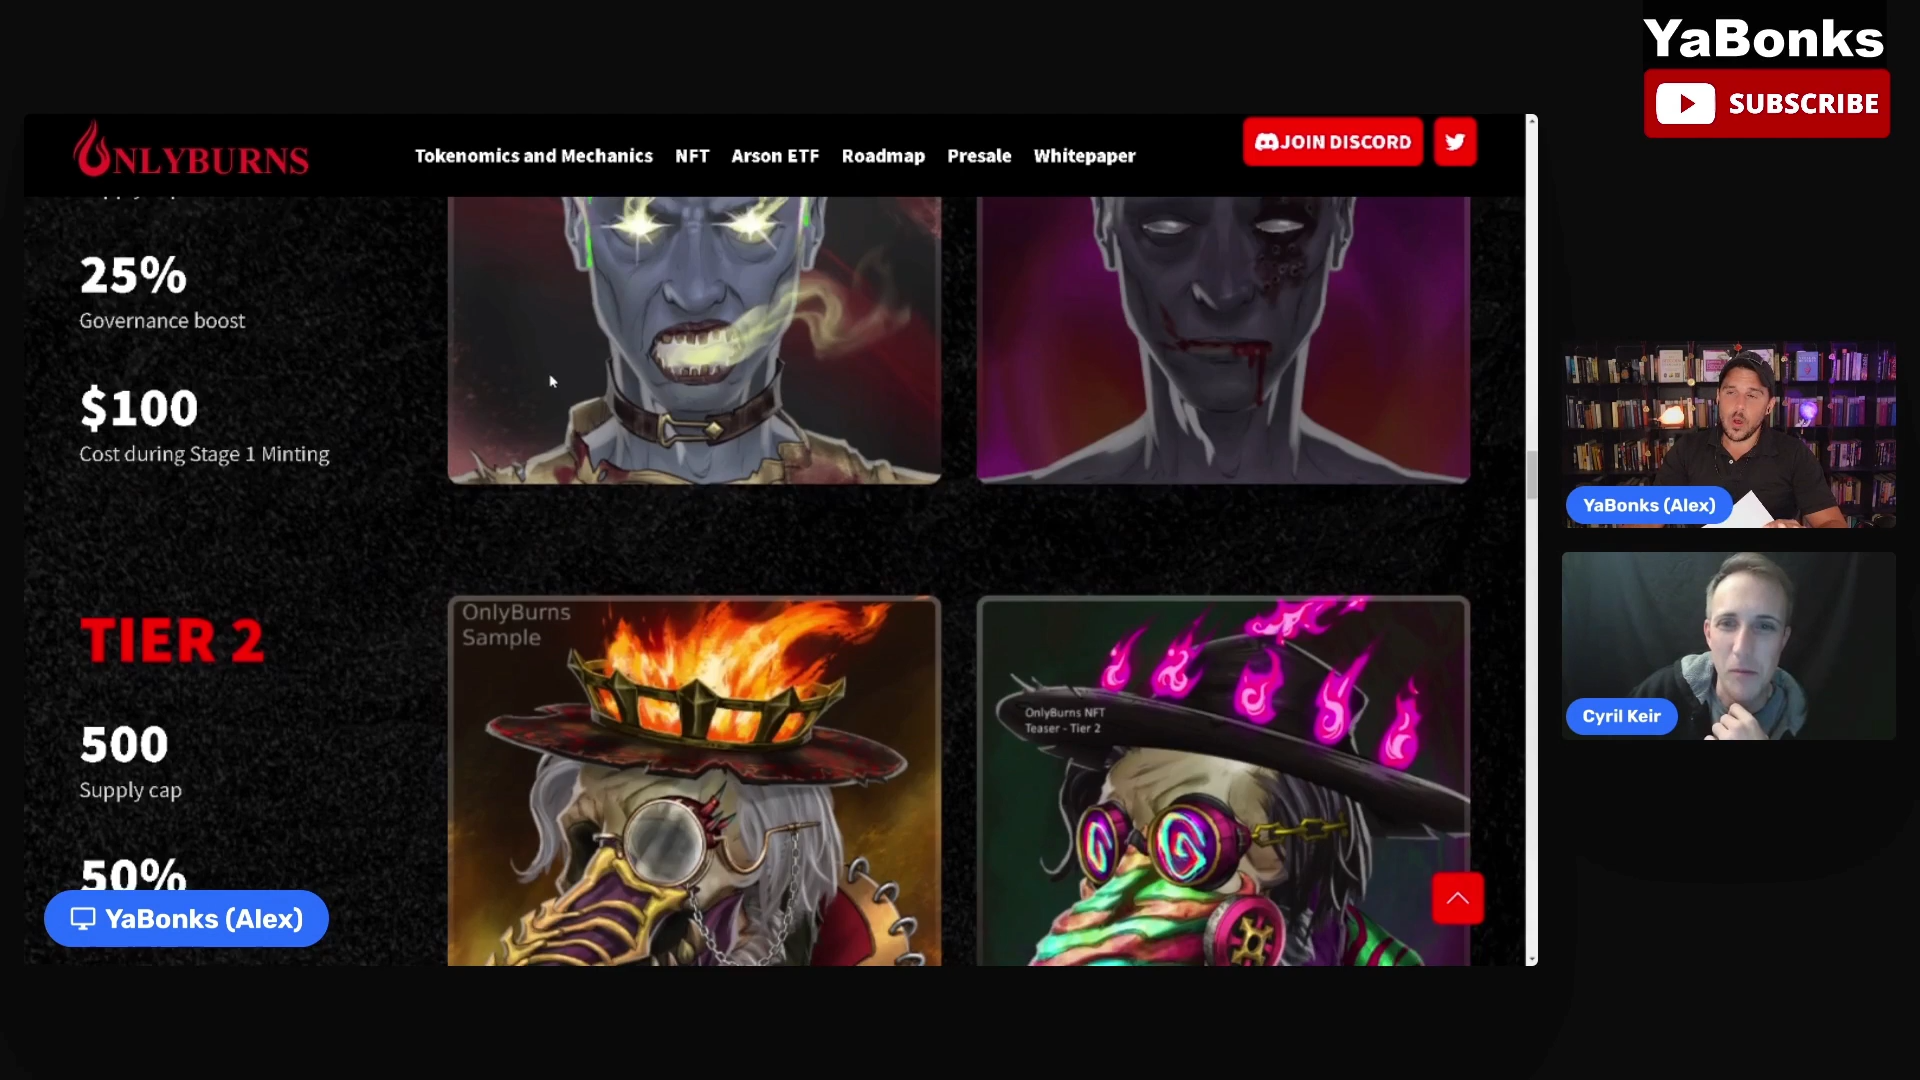 YaBonks
SUBSCRIBE
ONLYBURNS
Tokenomics and Mechanics NFT Arson ETF Roadmap Presale Whitepaper
JOIN DISCORD
25%
Governance boost
$100
Cost during Stage 1 Minting
TIER 2
500
Supply cap
50%
OnlyBurns
Sample
OnlyBurns NFT
Teaser - Tier 2
YaBonks (Alex)
YaBonks (Alex)
Cyril Keir